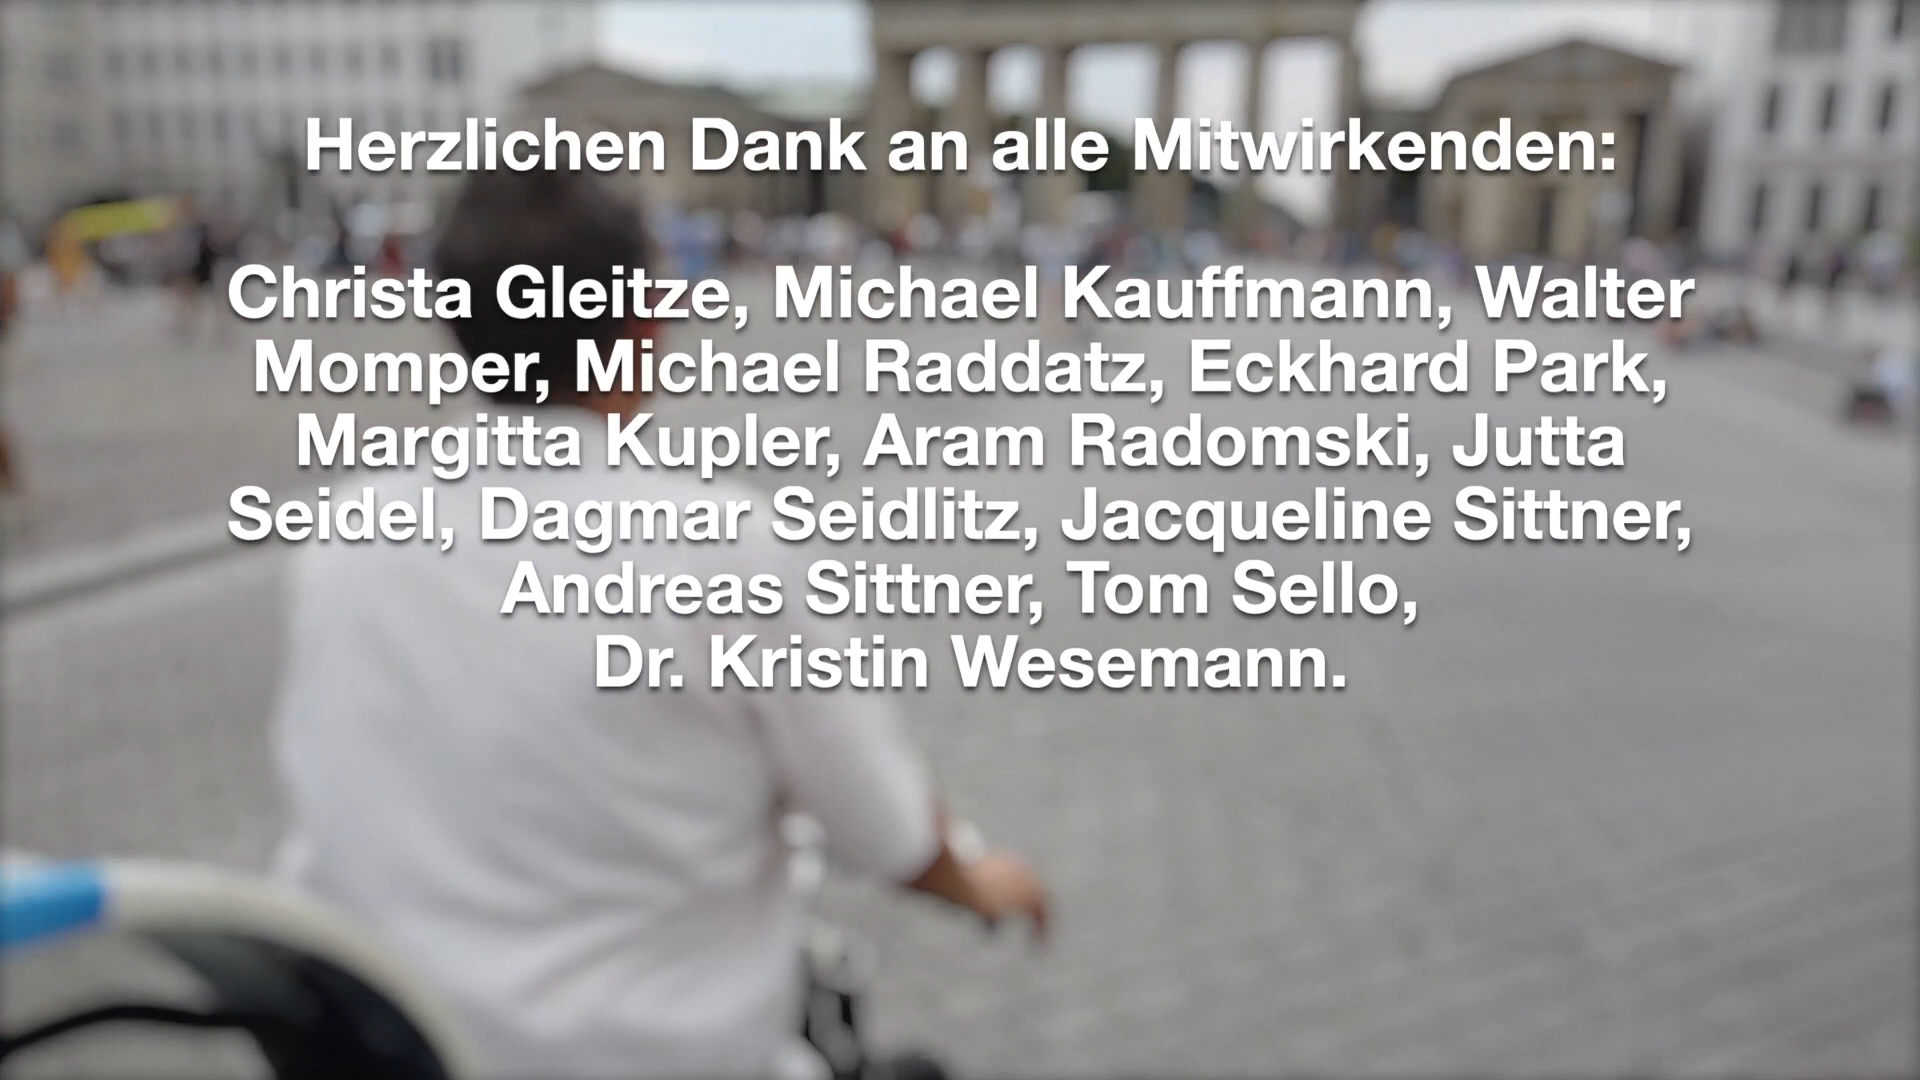 Herzlichen Dank an alle Mitwirkenden:
Christa Gleitze, Michael Kauffmann, Walter
Momper, Michael Raddatz, Eckhard Park,
Margitta Kupler, Aram Radomski, Jutta
Seidel, Dagmar Seidlitz, Jacqueline Sittner,
Andreas Sittner, Tom Sello,
Dr. Kristin Wesemann.